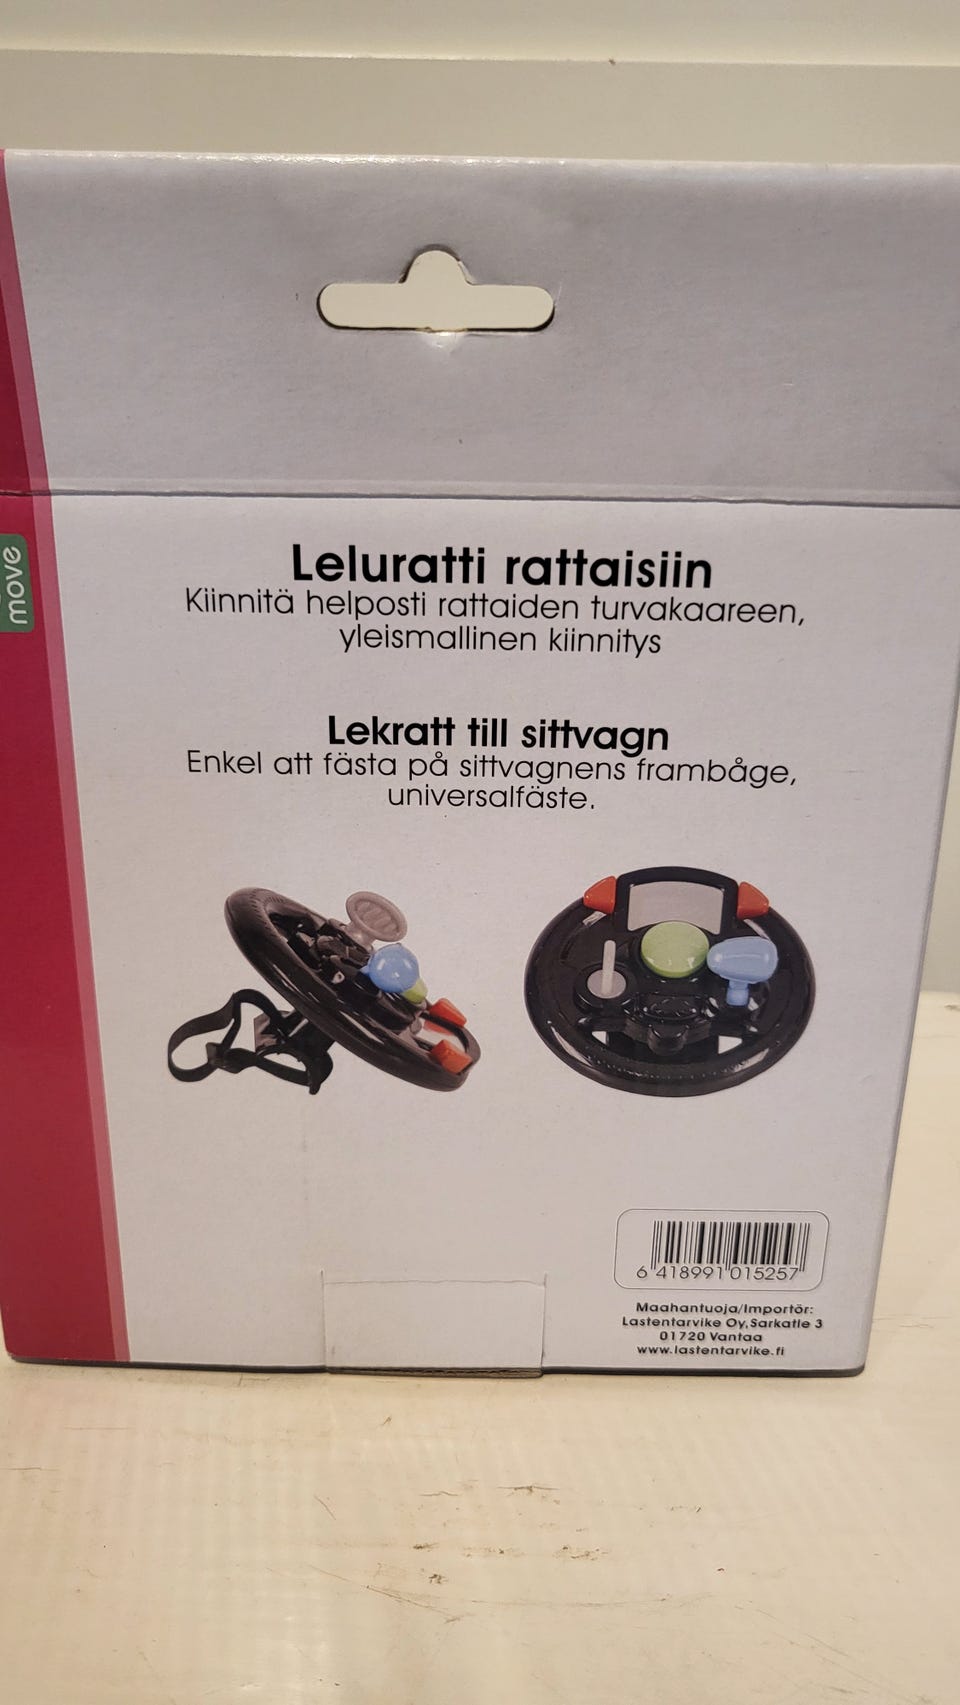 move
Leluratti rattaisiin
Kiinnitä helposti rattaiden turvakaareen,
yleismallinen kiinnitys
Lekratt till sittvagn
Enkel att fästa på sittvagnens frambåge,
universalfäste.
6 418991 015257
Maahantuoja/Importör:
Lastentarvike Oy, Sarkatie 3
01720 Vantaa
www.lastentarvike.fi